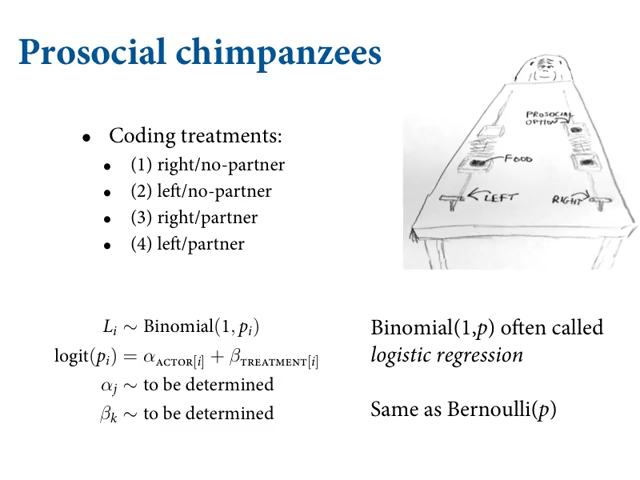 Prosocial chimpanzees
• Coding treatments:
• (1) right/no-partner
• (2) left/no-partner
• (3) right/partner
• (4) left/partner
PROSOCIAL
OPTION
FOOD
LEFT
RIGHT
Lᵢ ∼ Binomial(1, pᵢ)
logit(pᵢ) = α_ACTOR[i] + β_TREATMENT[i]
αⱼ ∼ to be determined
βₖ ∼ to be determined
Binomial(1,p) often called
logistic regression
Same as Bernoulli(p)